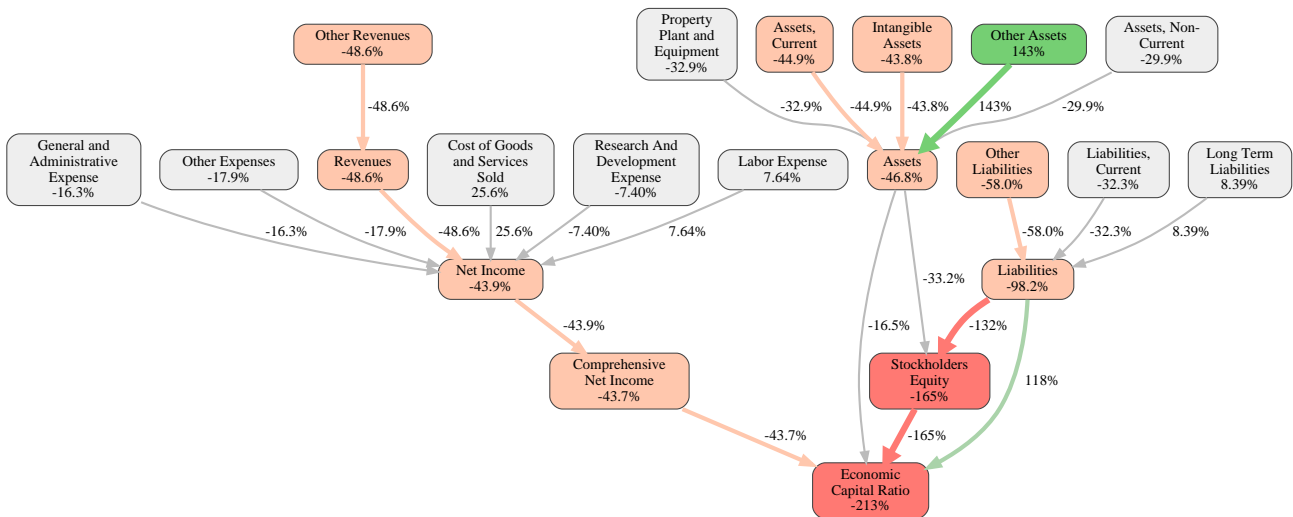 Other Revenues
-48.6%
Property
Plant and
Equipment
-32.9%
Assets,
Current
-44.9%
Intangible
Assets
-43.8%
Other Assets
143%
Assets, Non-
Current
-29.9%
-48.6%
-32.9%
-44.9%
-43.8%
143%
-29.9%
General and
Administrative
Expense
-16.3%
Other Expenses
-17.9%
Revenues
-48.6%
Cost of Goods
and Services
Sold
25.6%
Research And
Development
Expense
-7.40%
Labor Expense
7.64%
Assets
-46.8%
Other
Liabilities
-58.0%
Liabilities,
Current
-32.3%
Long Term
Liabilities
8.39%
-16.3%
-17.9%
-48.6%
25.6%
-7.40%
7.64%
-58.0%
-32.3%
8.39%
Net Income
-43.9%
-33.2%
Liabilities
-98.2%
-43.9%
-16.5%
-132%
Comprehensive
Net Income
-43.7%
Stockholders
Equity
-165%
118%
-43.7%
-165%
Economic
Capital Ratio
-213%